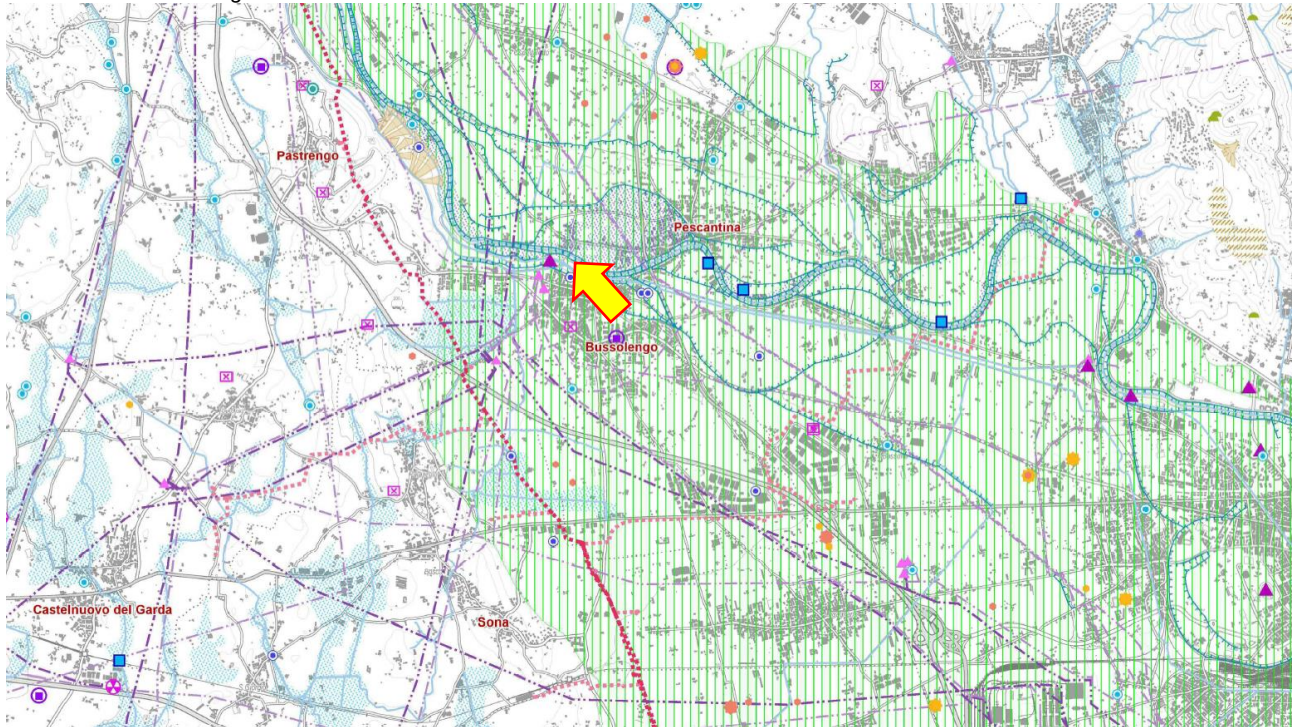 Pastrengo
Pescantina
Bussolengo
Castelnuovo del Garda
Sona